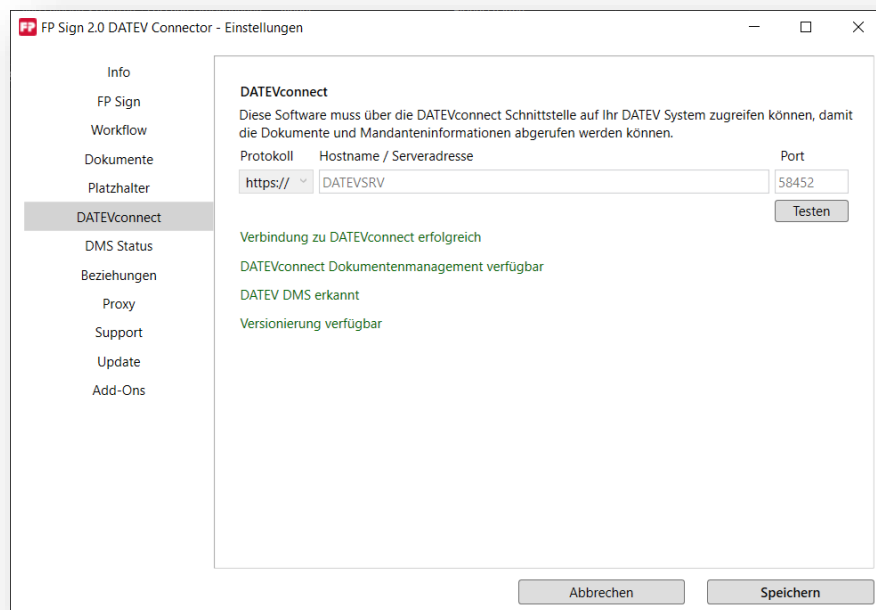 FP FP Sign 2.0 DATEV Connector - Einstellungen
Info
FP Sign
Workflow
Dokumente
Platzhalter
DATEVconnect
DMS Status
Beziehungen
Proxy
Support
Update
Add-Ons
DATEVconnect
Diese Software muss über die DATEVconnect Schnittstelle auf Ihr DATEV System zugreifen können, damit
die Dokumente und Mandanteninformationen abgerufen werden können.
Protokoll Hostname / Serveradresse Port
https:// DATEVSRV 58452
Testen
Verbindung zu DATEVconnect erfolgreich
DATEVconnect Dokumentenmanagement verfügbar
DATEV DMS erkannt
Versionierung verfügbar
Abbrechen Speichern